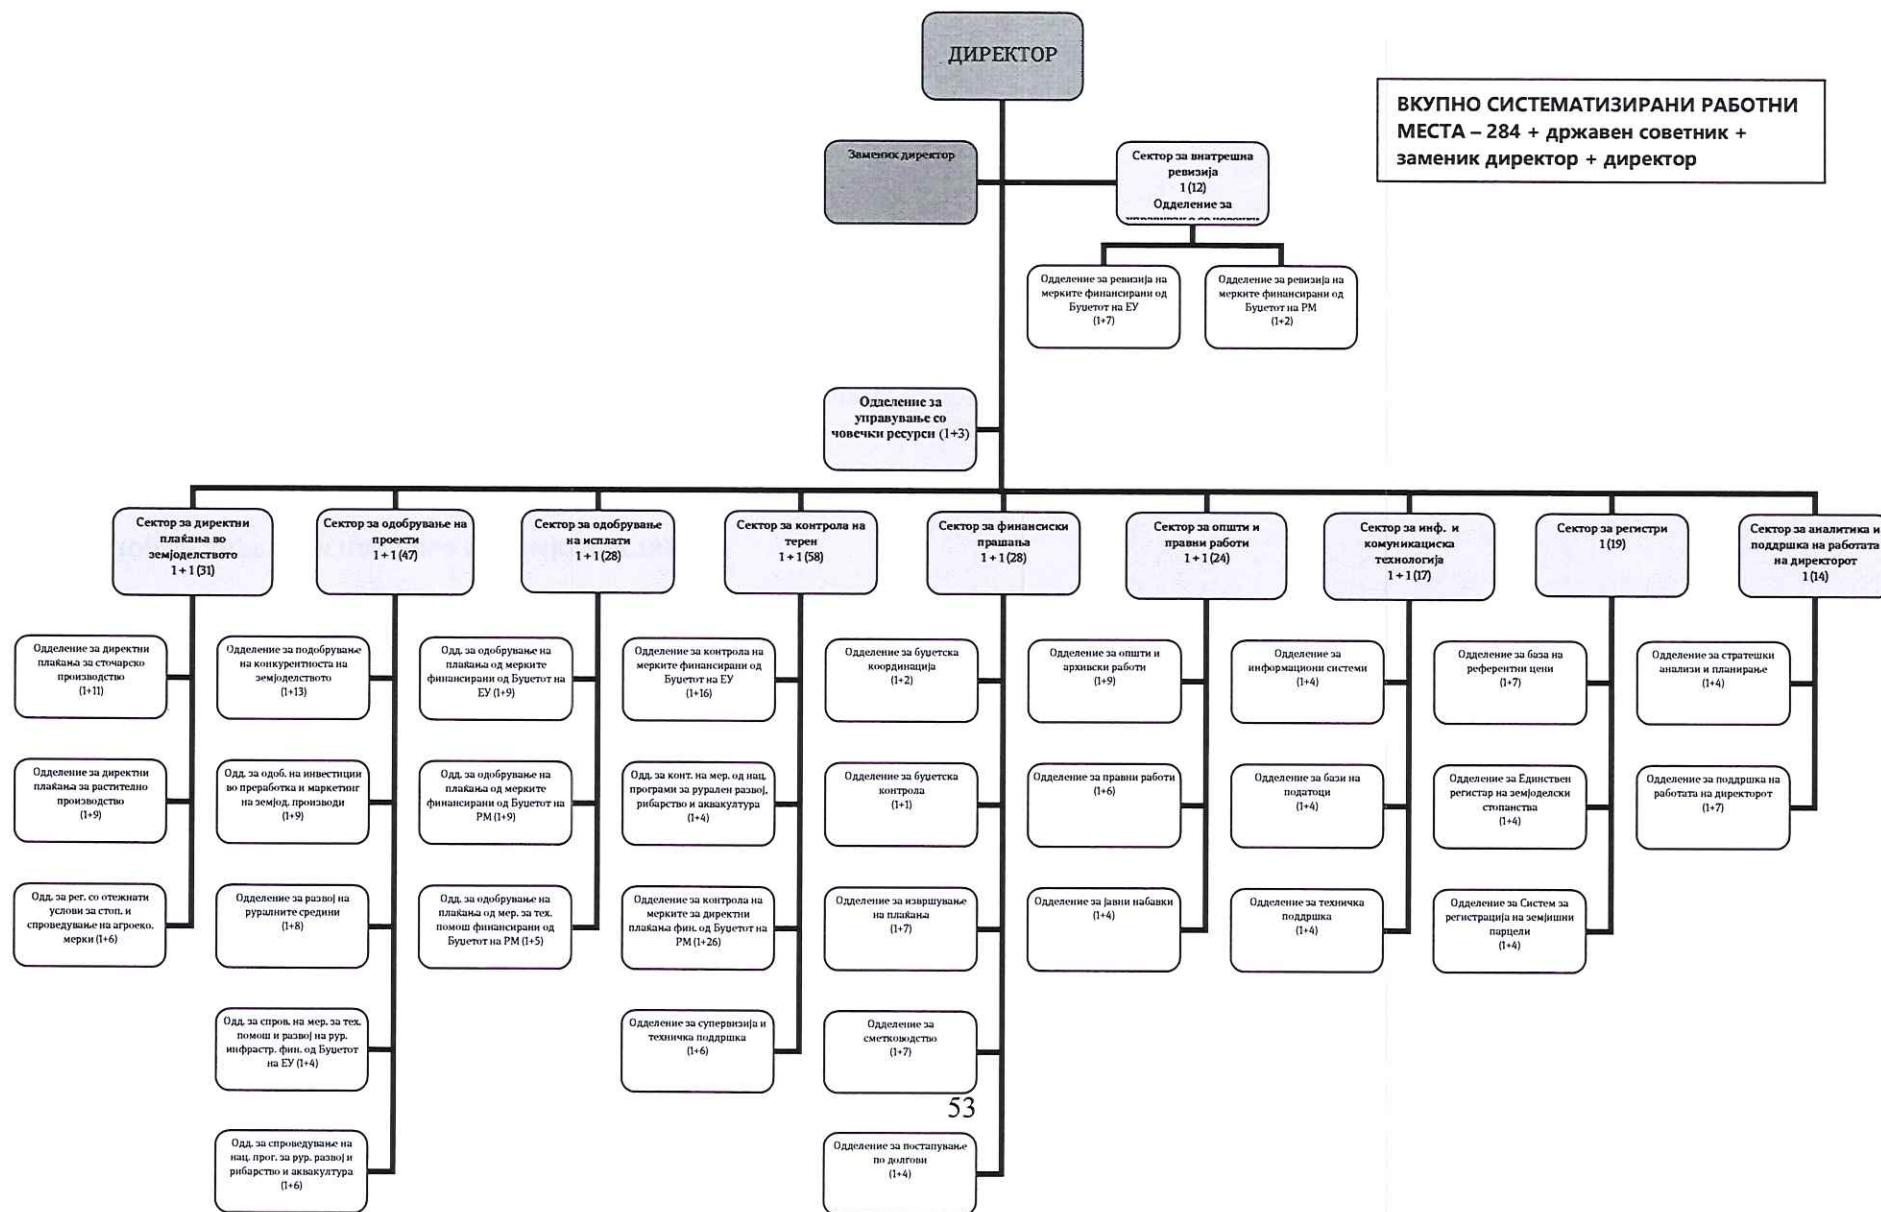 ДИРЕКТОР
ВКУПНО СИСТЕМАТИЗИРАНИ РАБОТНИ
МЕСТА – 284 + државен советник +
заменик директор + директор
Заменик директор
Сектор за внатрешна
ревизија
1 (12)
Одделение за
Одделение за ревизија на
мерките финансирани од
Буџетот на ЕУ
(1+7)
Одделение за ревизија на
мерките финансирани од
Буџетот на РМ
(1+2)
Одделение за
управување со
човечки ресурси (1+3)
Сектор за директни
плаќања во
земјоделството
1 + 1 (31)
Сектор за одобрување на
проекти
1 + 1 (47)
Сектор за одобрување
на исплати
1 + 1 (28)
Сектор за контрола на
терен
1 + 1 (58)
Сектор за финансиски
прашања
1 + 1 (28)
Сектор за општи и
правни работи
1 + 1 (24)
Сектор за инф. и
комуникациска
технологија
1 + 1 (17)
Сектор за регистри
1 (19)
Сектор за аналитика и
поддршка на работата
на директорот
1 (14)
Одделение за директни
плаќања за сточарско
производство
(1+11)
Одделение за подобрување
на конкурентноста на
земјоделството
(1+13)
Одд. за одобрување на
плаќања од мерките
финансирани од Буџетот на
ЕУ (1+9)
Одделение за контрола на
мерките финансирани од
Буџетот на ЕУ
(1+16)
Одделение за буџетска
координација
(1+2)
Одделение за општи и
архивски работи
(1+9)
Одделение за
информациони системи
(1+4)
Одделение за база на
референтни цени
(1+7)
Одделение за стратешки
анализи и планирање
(1+4)
Одделение за директни
плаќања за растително
производство
(1+9)
Одд. за одоб. на инвестиции
во преработка и маркетинг
на земјод. производи
(1+9)
Одд. за одобрување на
плаќања од мерките
финансирани од Буџетот на
РМ (1+9)
Одд. за конт. на мер. од нац.
програми за рурален развој,
рибарство и аквакултура
(1+4)
Одделение за буџетска
контрола
(1+1)
Одделение за правни работи
(1+6)
Одделение за бази на
податоци
(1+4)
Одделение за Единствен
регистар на земјоделски
стопанства
(1+4)
Одделение за поддршка на
работата на директорот
(1+7)
Одд. за рег. со отежнати
услови за стоп. и
спроведување на агроеко.
мерки (1+6)
Одделение за развој на
руралните средини
(1+8)
Одд. за одобрување на
плаќања од мер. за тех.
помош финансирани од
Буџетот на РМ (1+5)
Одделение за контрола на
мерките за директни
плаќања фин. од Буџетот на
РМ (1+26)
Одделение за извршување
на плаќања
(1+7)
Одделение за јавни набавки
(1+4)
Одделение за техничка
поддршка
(1+4)
Одделение за Систем за
регистрација на земјишни
парцели
(1+4)
Одд. за спров. на мер. за тех.
помош и развој на рур.
инфрастр. фин. од Буџетот
на ЕУ (1+4)
Одделение за супервизија и
техничка поддршка
(1+6)
Одделение за
сметководство
(1+7)
53
Одд. за спроведување на
нац. прог. за рур. развој и
рибарство и аквакултура
(1+6)
Одделение за постапување
по долгови
(1+4)